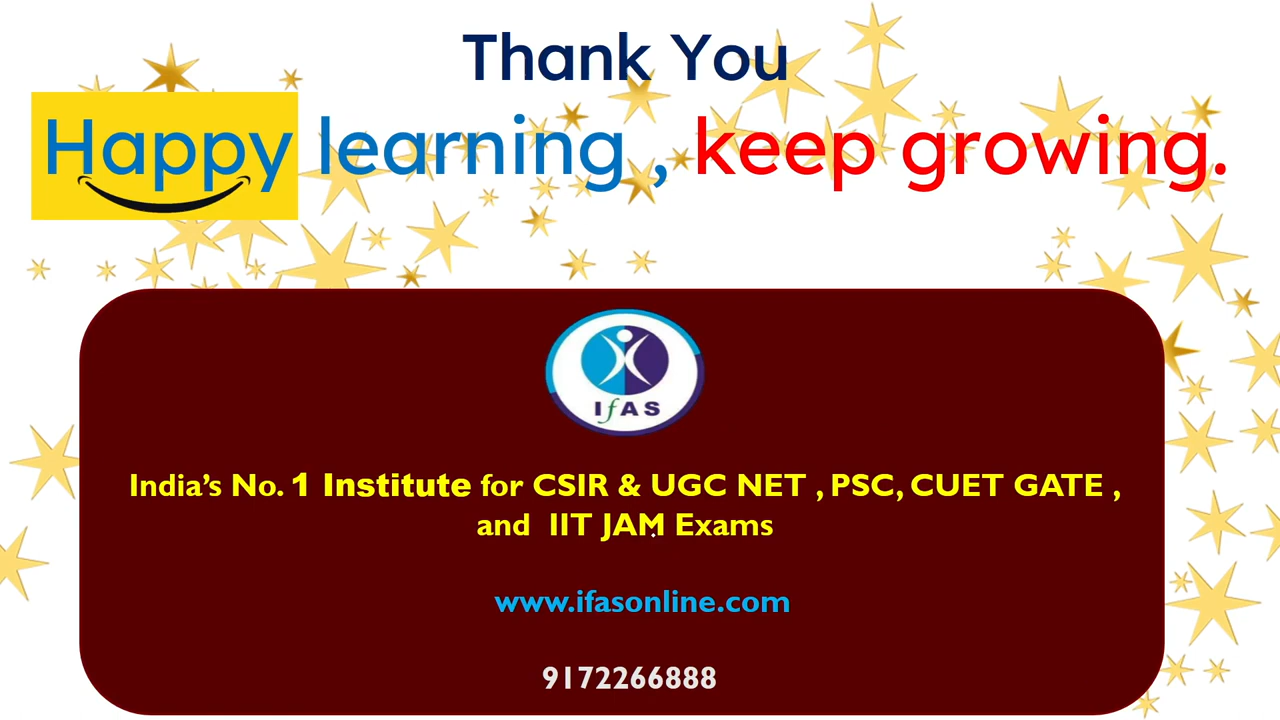 Thank You
Happy learning , keep growing.
IfAS
India's No. 1 Institute for CSIR & UGC NET , PSC, CUET GATE ,
and IIT JAM Exams
www.ifasonline.com
9172266888